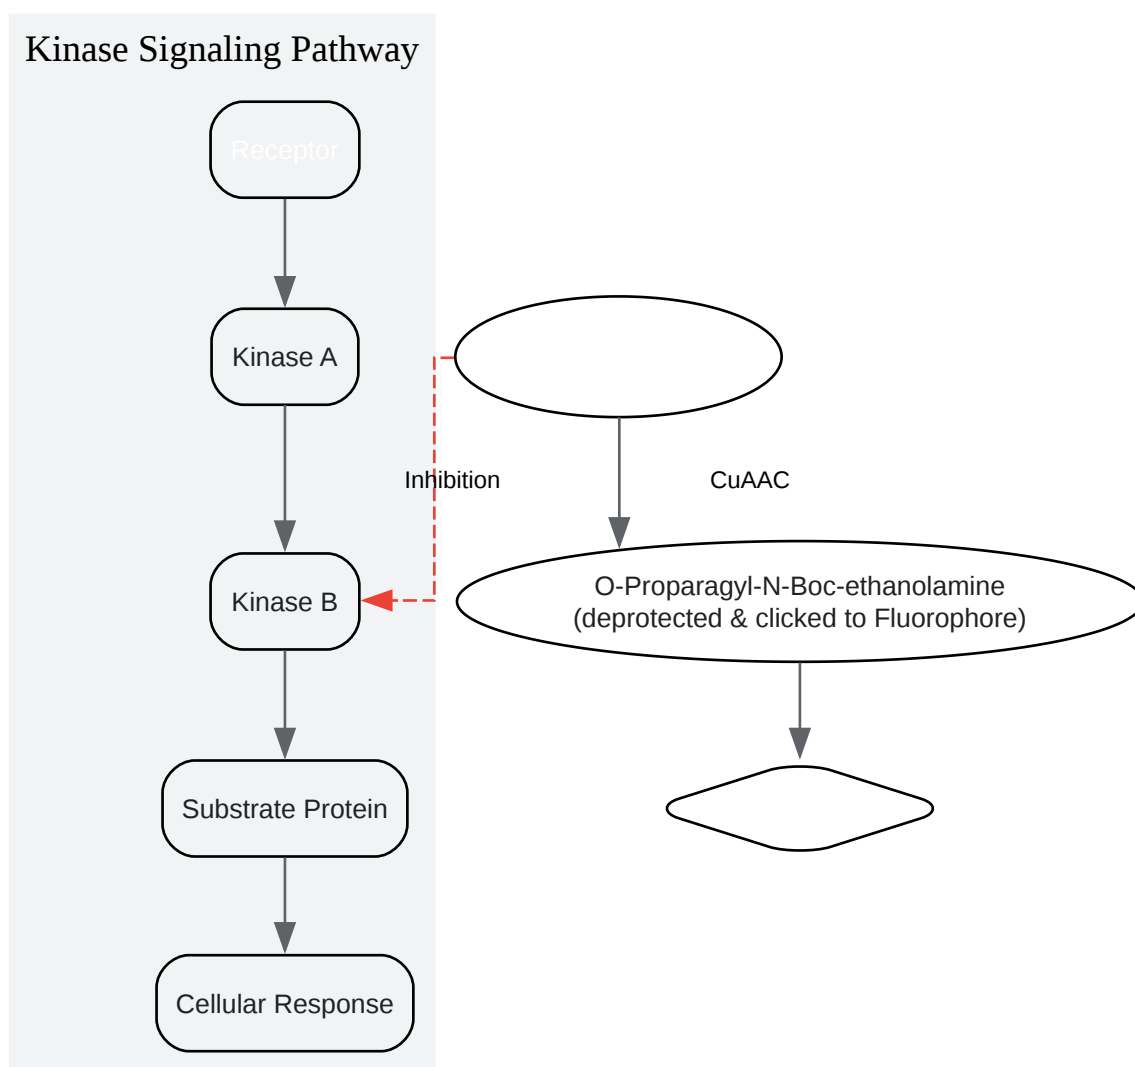 Kinase Signaling Pathway
Receptor
Kinase A
Inhibition
CuAAC
Kinase B
O-Proparagyl-N-Boc-ethanolamine
(deprotected & clicked to Fluorophore)
Substrate Protein
Cellular Response